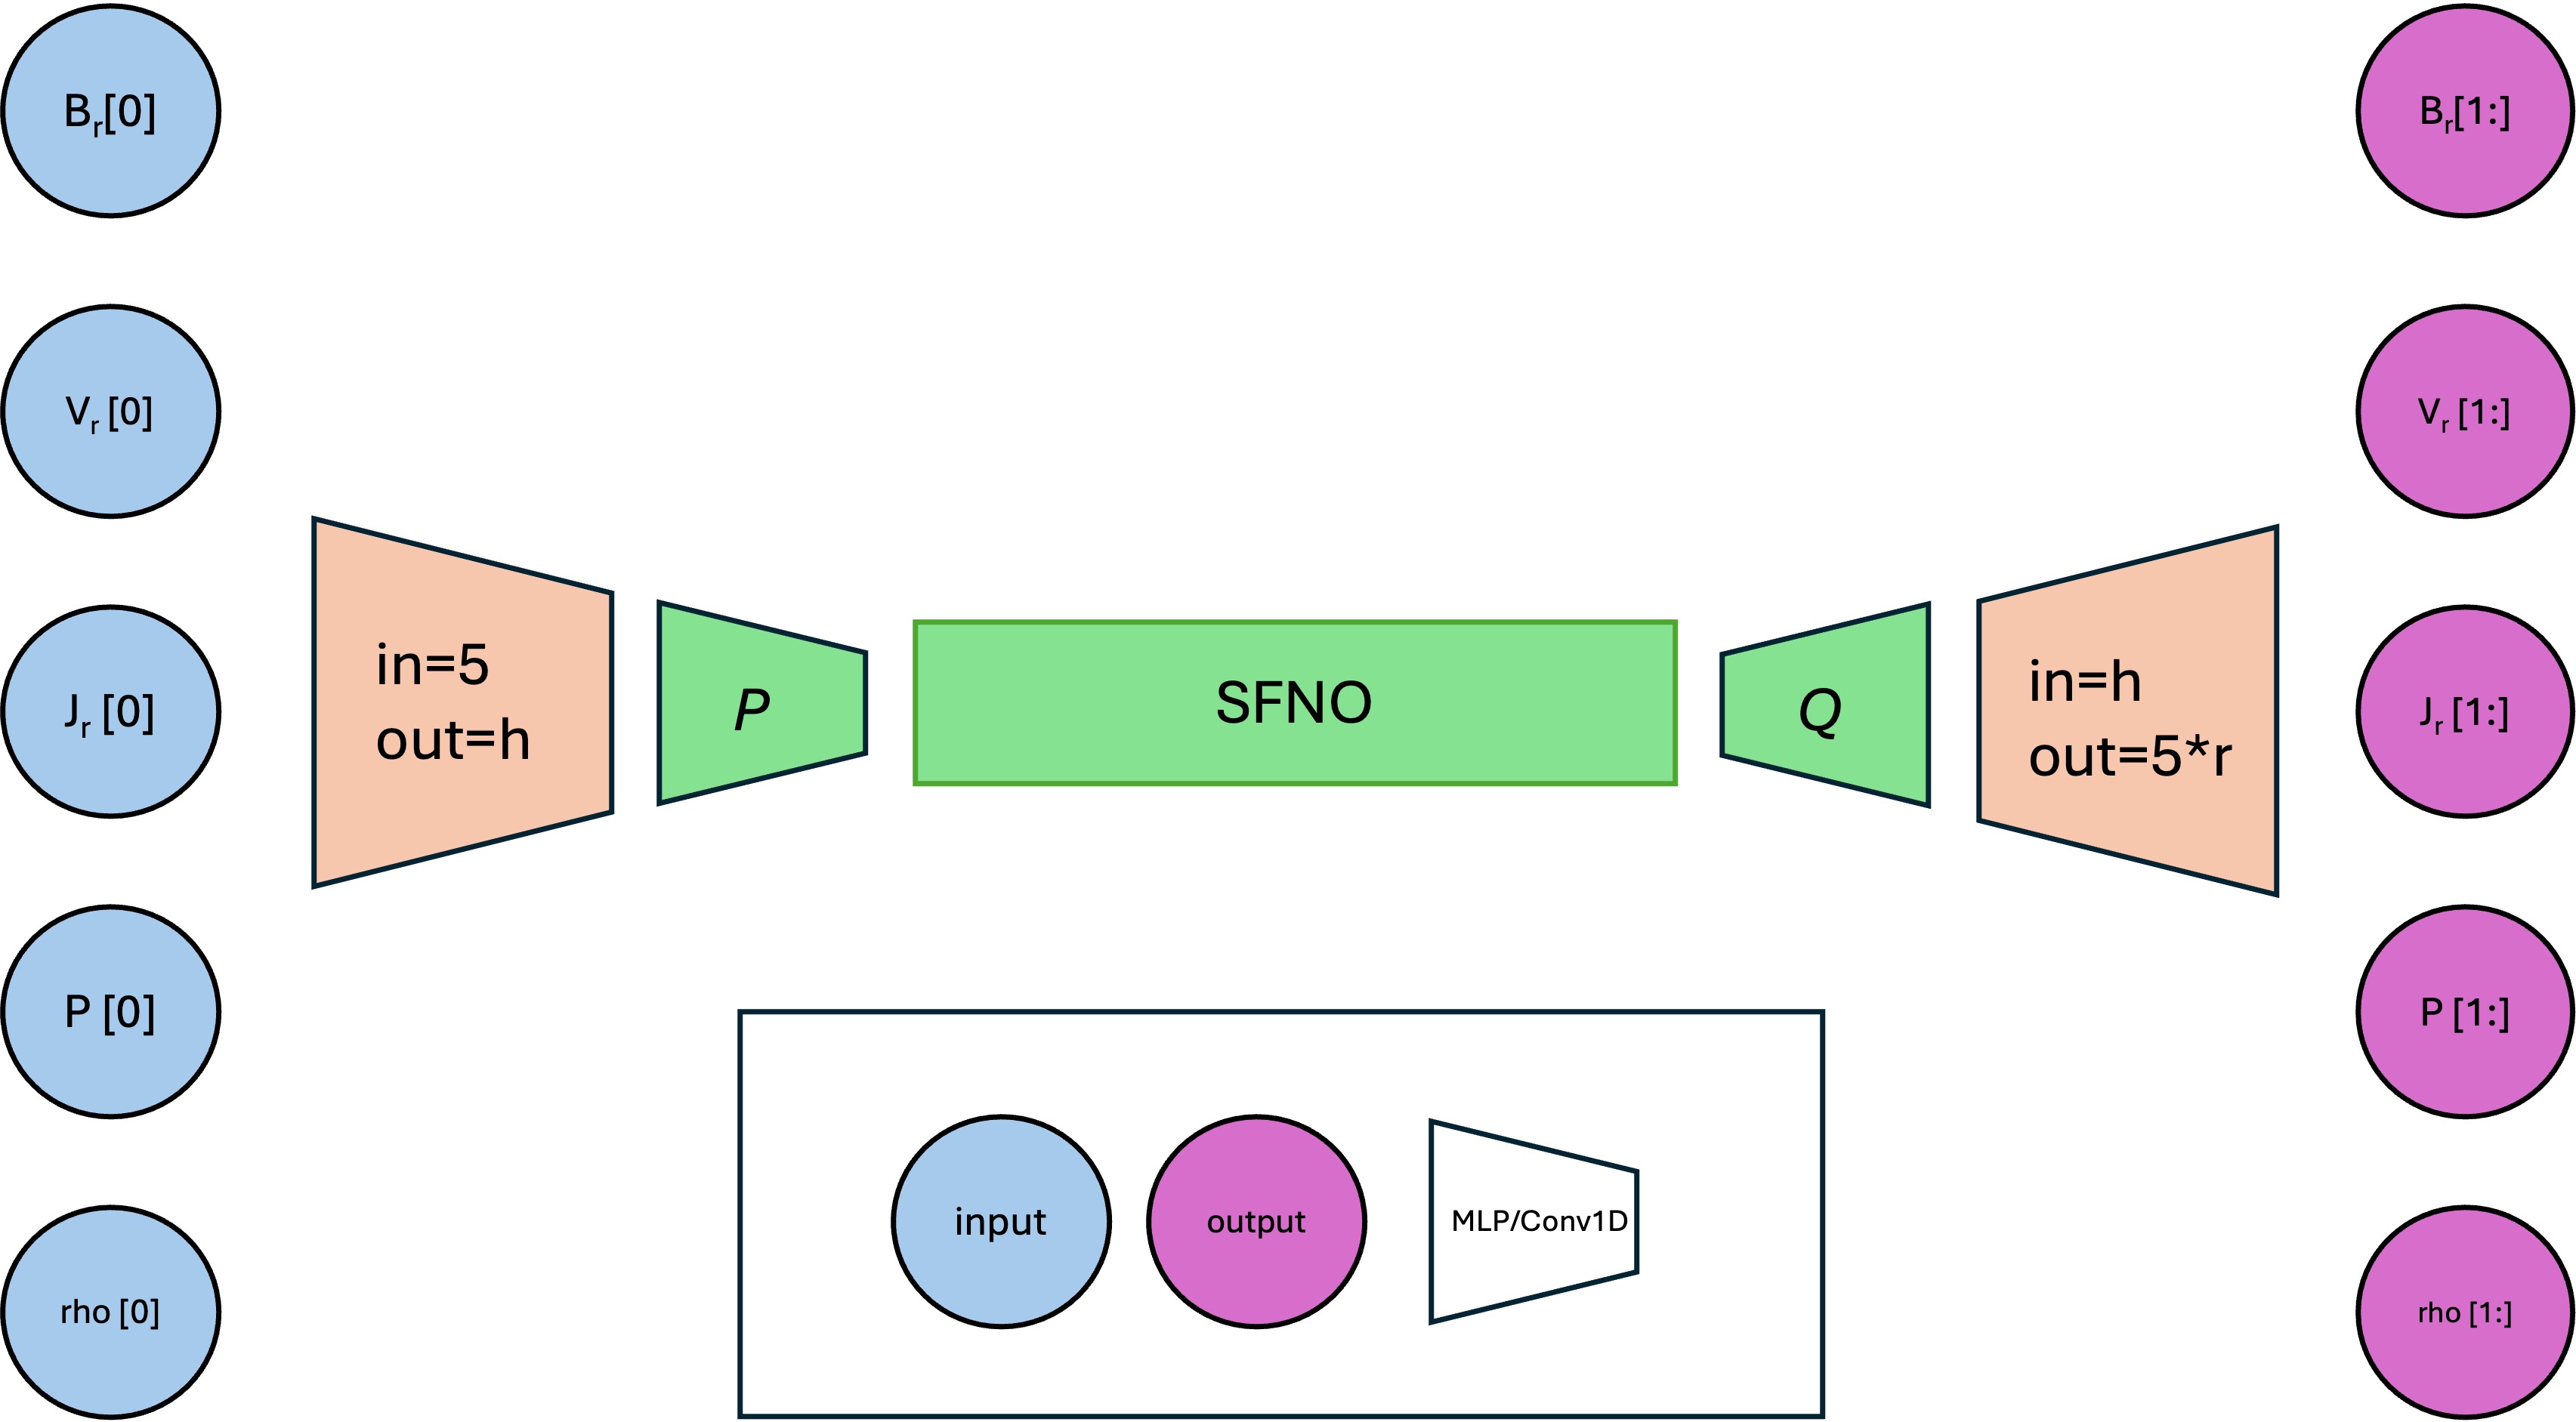 B_r[0]
V_r [0]
J_r [0]
P [0]
rho [0]
in=5
out=h
P
SFNO
Q
in=h
out=5*r
B_r[1:]
V_r [1:]
J_r [1:]
P [1:]
rho [1:]
input
output
MLP/Conv1D